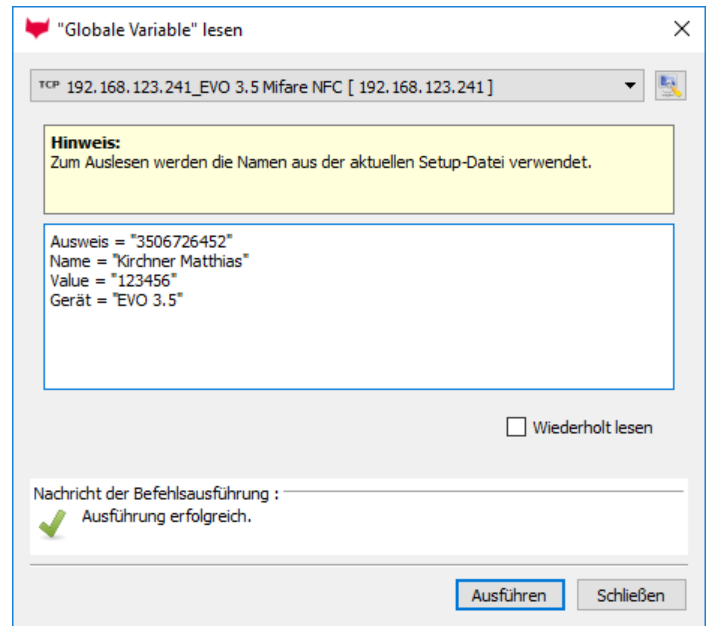 "Globale Variable" lesen
TCP 192.168.123.241_EVO 3.5 Mifare NFC [ 192.168.123.241 ]
Hinweis:
Zum Auslesen werden die Namen aus der aktuellen Setup-Datei verwendet.
Ausweis = "3506726452"
Name = "Kirchner Matthias"
Value = "123456"
Gerät = "EVO 3.5"
Wiederholt lesen
Nachricht der Befehlsausführung :
Ausführung erfolgreich.
Ausführen Schließen